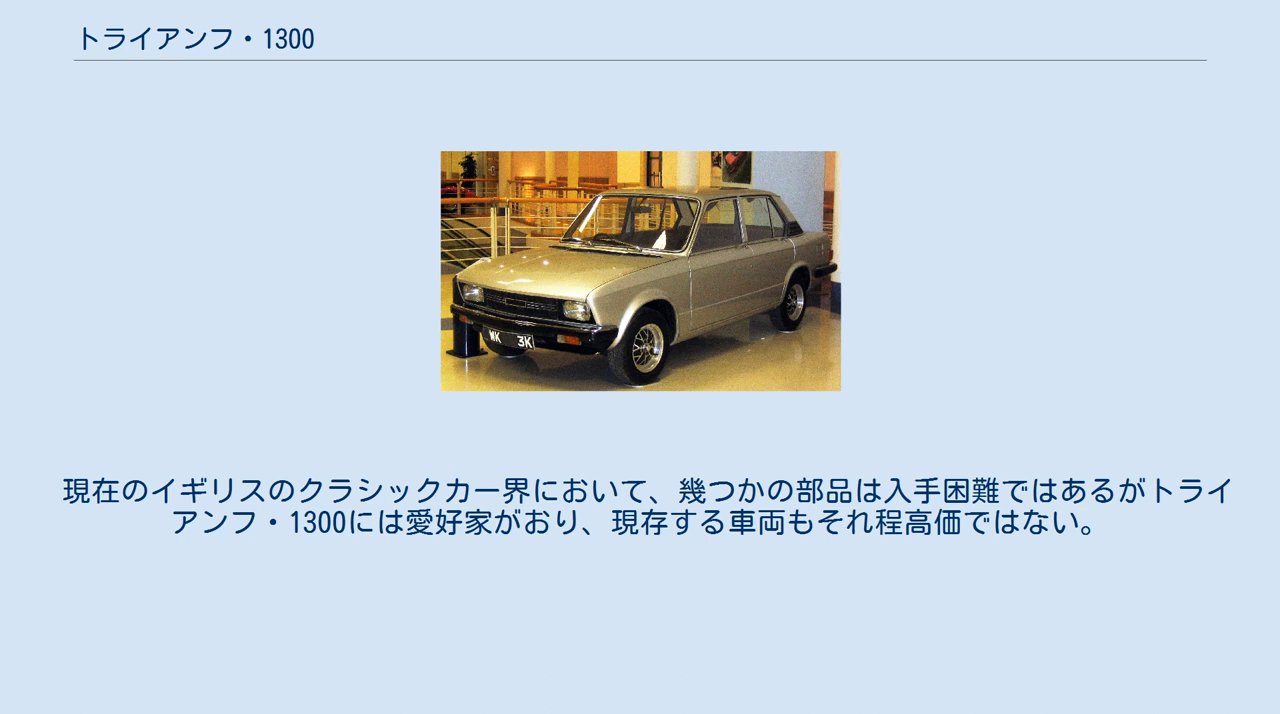 トライアンフ・1300
WK 3K
現在のイギリスのクラシックカー界において、幾つかの部品は入手困難ではあるがトライ
アンフ・1300には愛好家がおり、現存する車両もそれ程高価ではない。